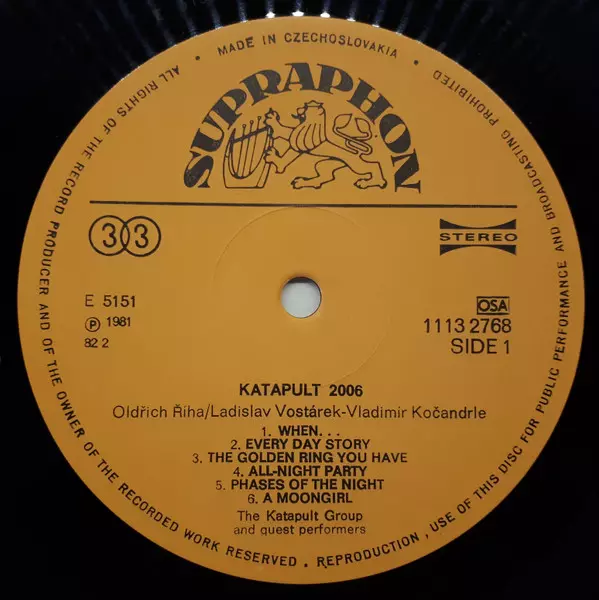 MADE IN CZECHOSLOVAKIA
ALL RIGHTS OF THE RECORD PRODUCER AND OF THE OWNER OF THE RECORDED WORK RESERVED . REPRODUCTION , USE OF THIS DISC FOR PUBLIC PERFORMANCE AND BROADCASTING PROHIBITED
SUPRAPHON
33
STEREO
E 5151
Ⓟ 1981
82 2
OSA
1113 2768
SIDE 1
KATAPULT 2006
Oldřich Říha/Ladislav Vostárek-Vladimir Kočandrle
1. WHEN. . .
2. EVERY DAY STORY
3. THE GOLDEN RING YOU HAVE
4. ALL-NIGHT PARTY
5. PHASES OF THE NIGHT
6. A MOONGIRL
The Katapult Group
and guest performers